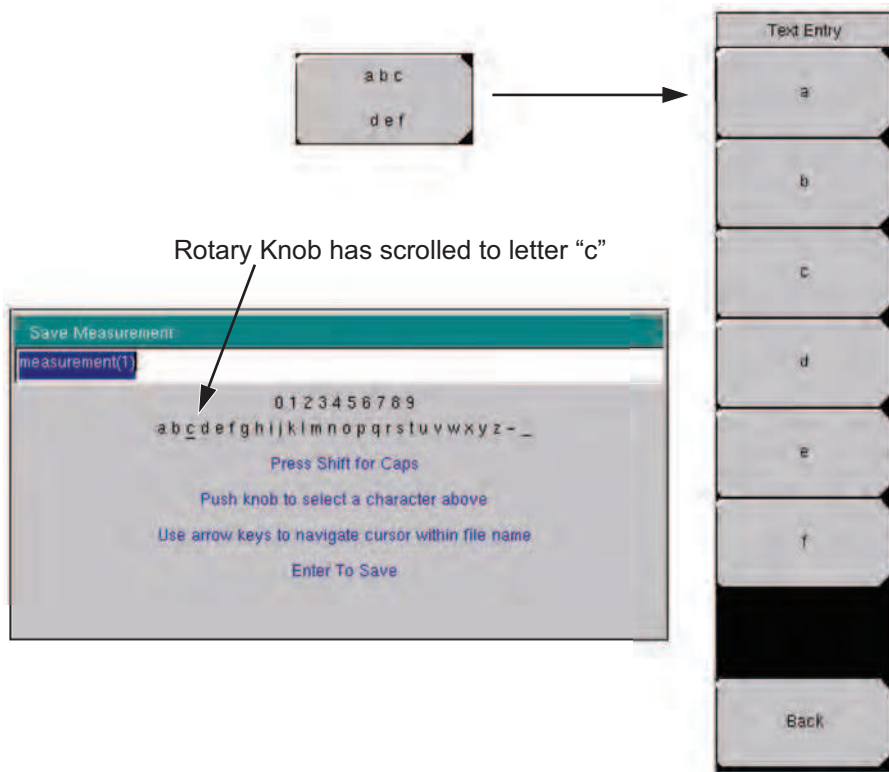 Text Entry
a b c
d e f
a
b
c
d
e
f
Back
Rotary Knob has scrolled to letter “c”
Save Measurement
measurement(1)
0 1 2 3 4 5 6 7 8 9
a b c d e f g h i j k l m n o p q r s t u v w x y z - _
Press Shift for Caps
Push knob to select a character above
Use arrow keys to navigate cursor within file name
Enter To Save